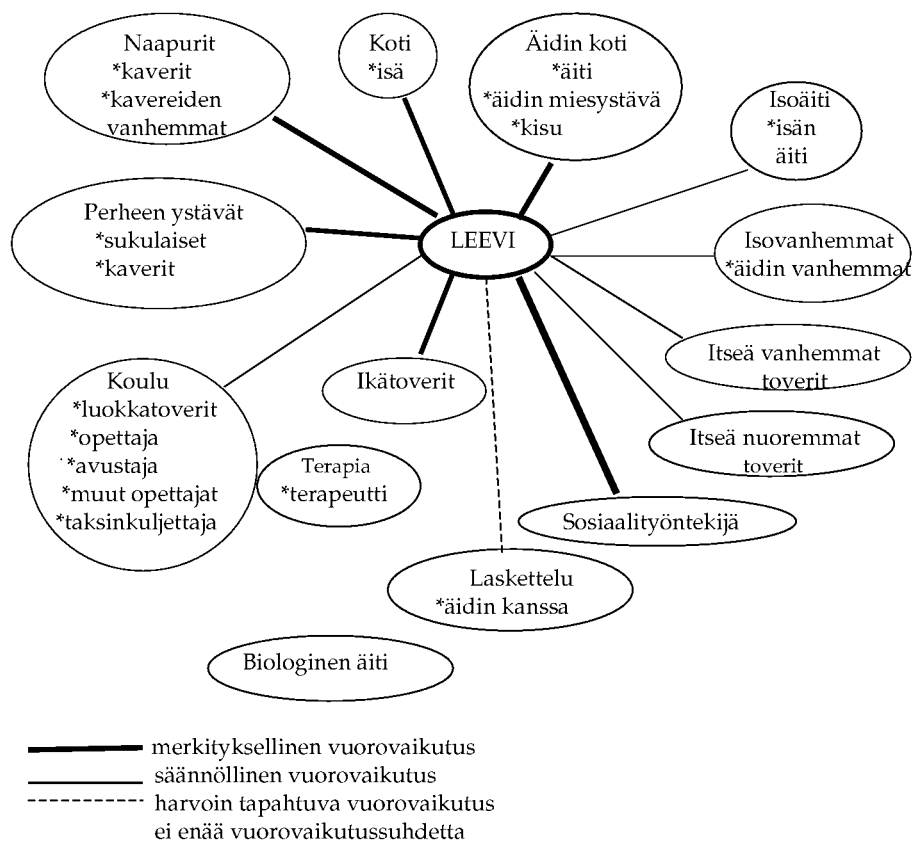 Naapurit
*kaverit
*kavereiden
vanhemmat
Koti
*isä
Äidin koti
*äiti
*äidin miesystävä
*kisu
Isoäiti
*isän
äiti
Perheen ystävät
*sukulaiset
*kaverit
LEEVI
Isovanhemmat
*äidin vanhemmat
Itseä vanhemmat
toverit
Itseä nuoremmat
toverit
Ikätoverit
Koulu
*luokkatoverit
*opettaja
*avustaja
*muut opettajat
*taksinkuljettaja
Terapia
*terapeutti
Sosiaalityöntekijä
Laskettelu
*äidin kanssa
Biologinen äiti
merkityksellinen vuorovaikutus
säännöllinen vuorovaikutus
harvoin tapahtuva vuorovaikutus
ei enää vuorovaikutussuhdetta